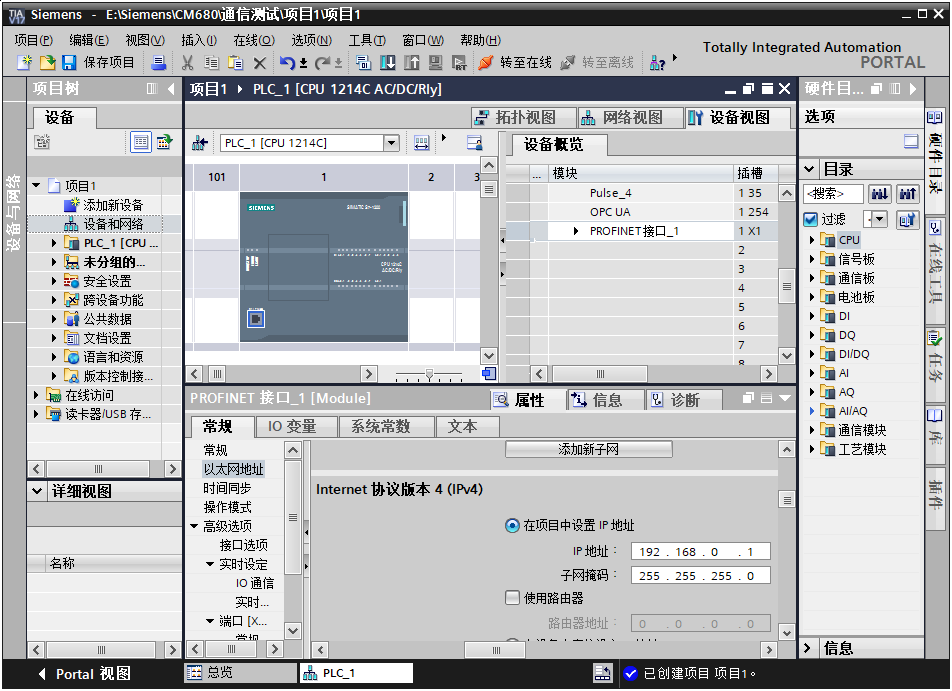 Siemens - E:\Siemens\CM680\通信测试\项目1\项目1
项目(P) 编辑(E) 视图(V) 插入(I) 在线(O) 选项(N) 工具(T) 窗口(W) 帮助(H)
Totally Integrated Automation
PORTAL
保存项目 转至在线 转至离线
项目树
设备
设备与网络
项目1
添加新设备
设备和网络
PLC_1 [CPU ...
未分组的...
安全设置
跨设备功能
公共数据
文档设置
语言和资源
版本控制接...
在线访问
读卡器/USB 存...
详细视图
名称
项目1 PLC_1 [CPU 1214C AC/DC/Rly]
拓扑视图 网络视图 设备视图
PLC_1 [CPU 1214C]
101 1 2 3
SIEMENS SIMATIC S7-1200
CPU 1214C
AC/DC/RLY
设备概览
... 模块 插槽
Pulse_4 1 35
OPC UA 1 254
PROFINET接口_1 1 X1
2
3
4
5
6
7
8
PROFINET 接口_1 [Module]
属性 信息 诊断
常规 IO 变量 系统常数 文本
常规
以太网地址
时间同步
操作模式
高级选项
接口选项
实时设定
IO 通信
实时...
端口 [X...
常规
添加新子网
Internet 协议版本 4 (IPv4)
在项目中设置 IP 地址
IP 地址： 192 . 168 . 0 . 1
子网掩码： 255 . 255 . 255 . 0
使用路由器
路由器地址： 0 . 0 . 0 . 0
硬件目...
选项
目录
<搜索>
过滤
CPU
信号板
通信板
电池板
DI
DQ
DI/DQ
AI
AQ
AI/AQ
通信模块
工艺模块
信息
硬件目录
在线工具
任务
库
插件
Portal 视图 总览 PLC_1 已创建项目 项目1。